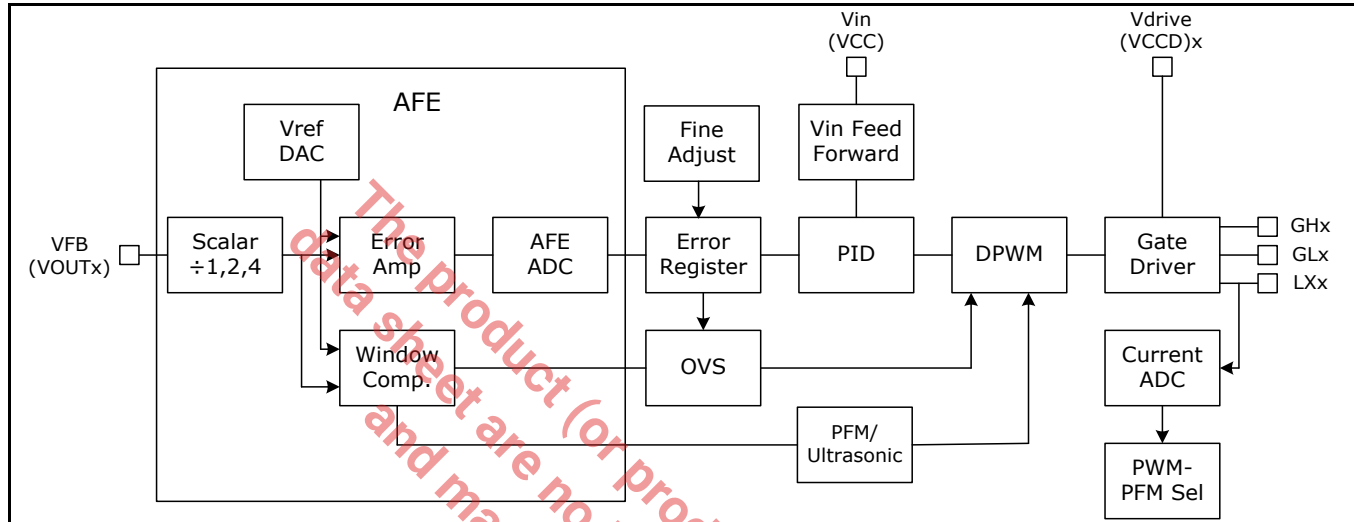 Vin
(VCC)
Vdrive
(VCCD)x
AFE
Vref
DAC
Fine
Adjust
Vin Feed
Forward
VFB
(VOUTx)
Scalar
÷1,2,4
Error
Amp
AFE
ADC
Error
Register
PID
DPWM
Gate
Driver
GHx
GLx
LXx
Window
Comp.
OVS
Current
ADC
PFM/
Ultrasonic
PWM-
PFM Sel
The product (or prod
data sheet are no
and ma